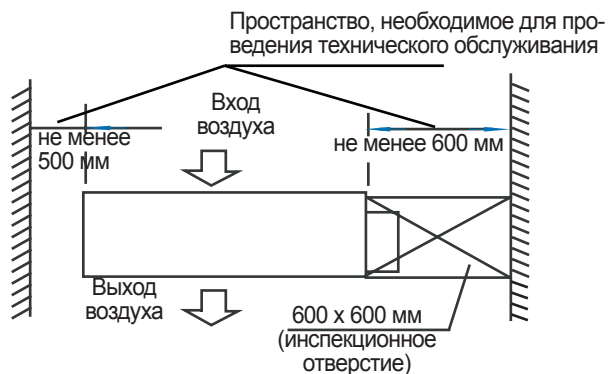 Пространство, необходимое для про-
ведения технического обслуживания
Вход
воздуха
не менее
500 мм
не менее 600 мм
Выход
воздуха
600 x 600 мм
(инспекционное
отверстие)